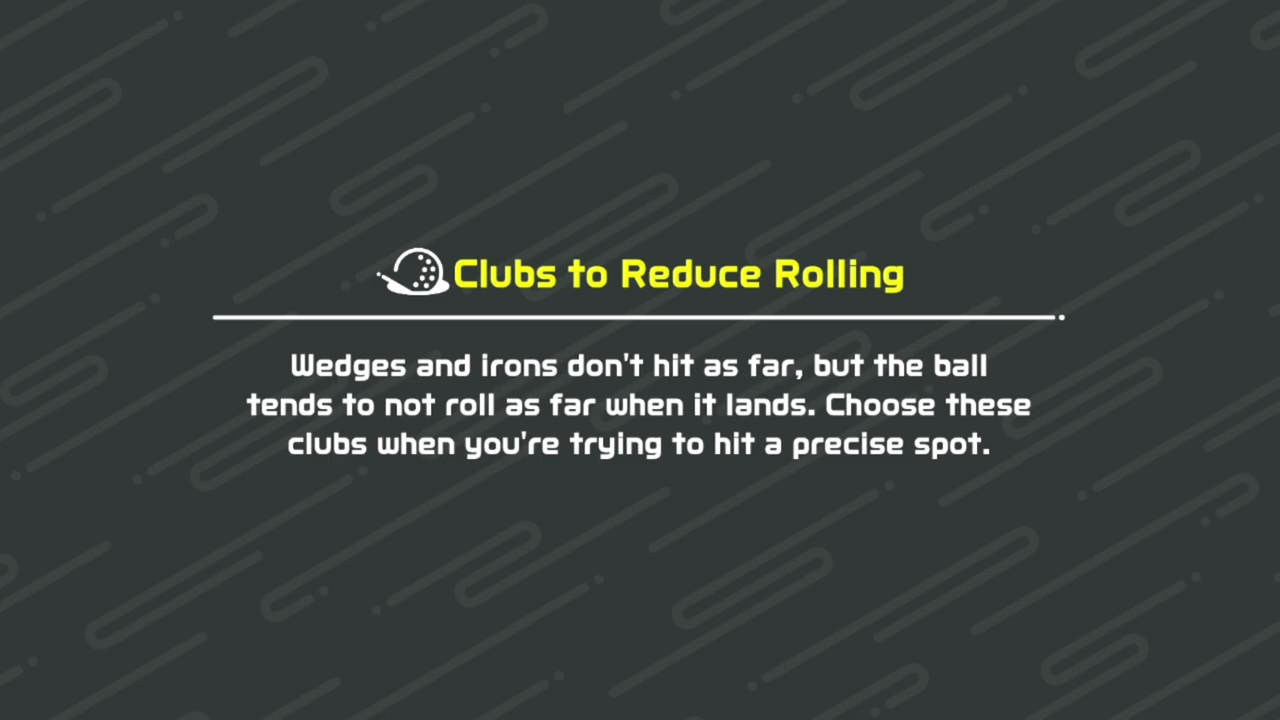 Clubs to Reduce Rolling
Wedges and irons don't hit as far, but the ball
tends to not roll as far when it lands. Choose these
clubs when you're trying to hit a precise spot.